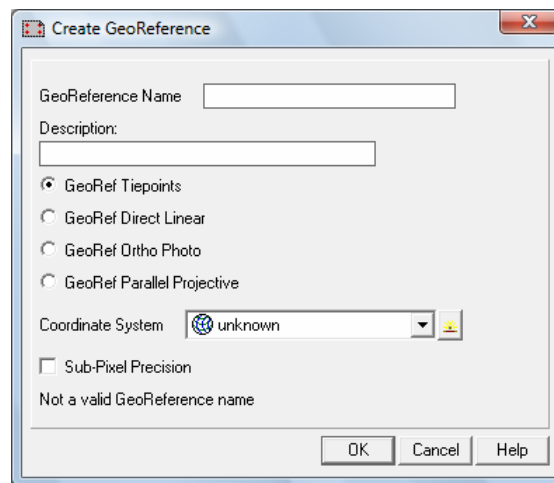 Create GeoReference
GeoReference Name
Description:
GeoRef Tiepoints
GeoRef Direct Linear
GeoRef Ortho Photo
GeoRef Parallel Projective
Coordinate System unknown
Sub-Pixel Precision
Not a valid GeoReference name
OK Cancel Help